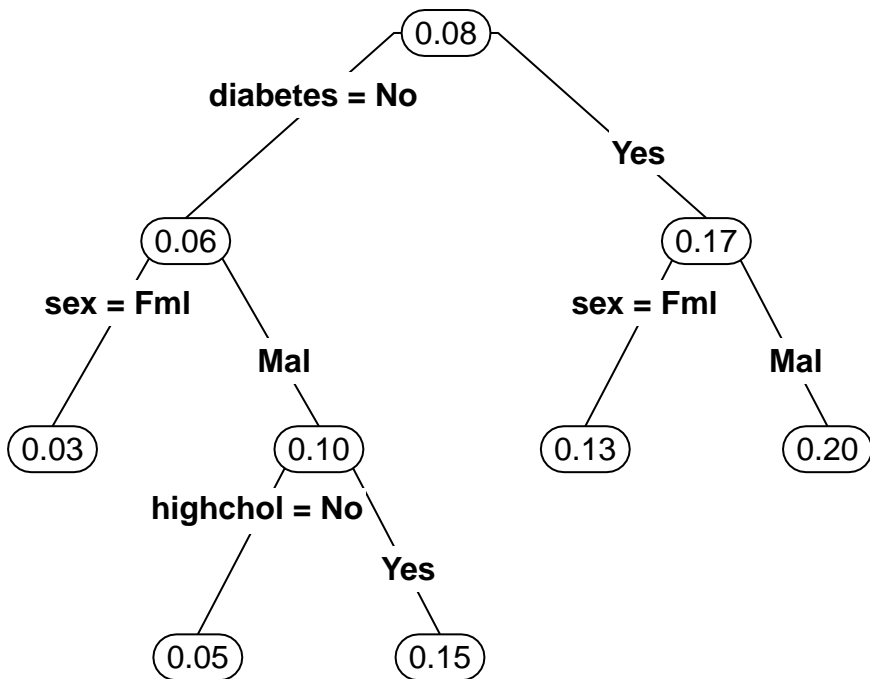 0.08
diabetes = No
Yes
0.06
0.17
sex = Fml
sex = Fml
Mal
Mal
0.03
0.10
0.13
0.20
highchol = No
Yes
0.05
0.15